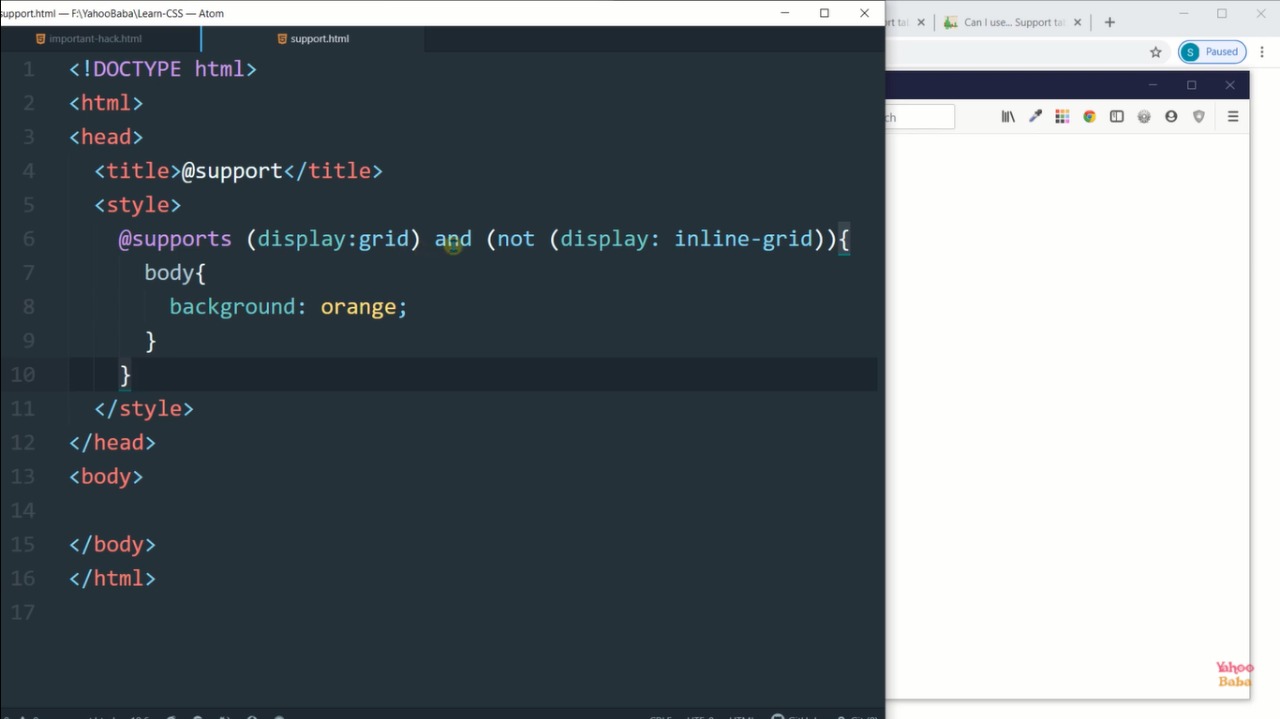 support.html — F:\YahooBaba\Learn-CSS — Atom
important-hack.html
support.html
Can I use... Support tab
Paused
S
ch
1 <!DOCTYPE html>
2 <html>
3 <head>
4 <title>@support</title>
5 <style>
6 @supports (display:grid) and (not (display: inline-grid)){
7 body{
8 background: orange;
9 }
10 }
11 </style>
12 </head>
13 <body>
14
15 </body>
16 </html>
17
Yahoo
Baba